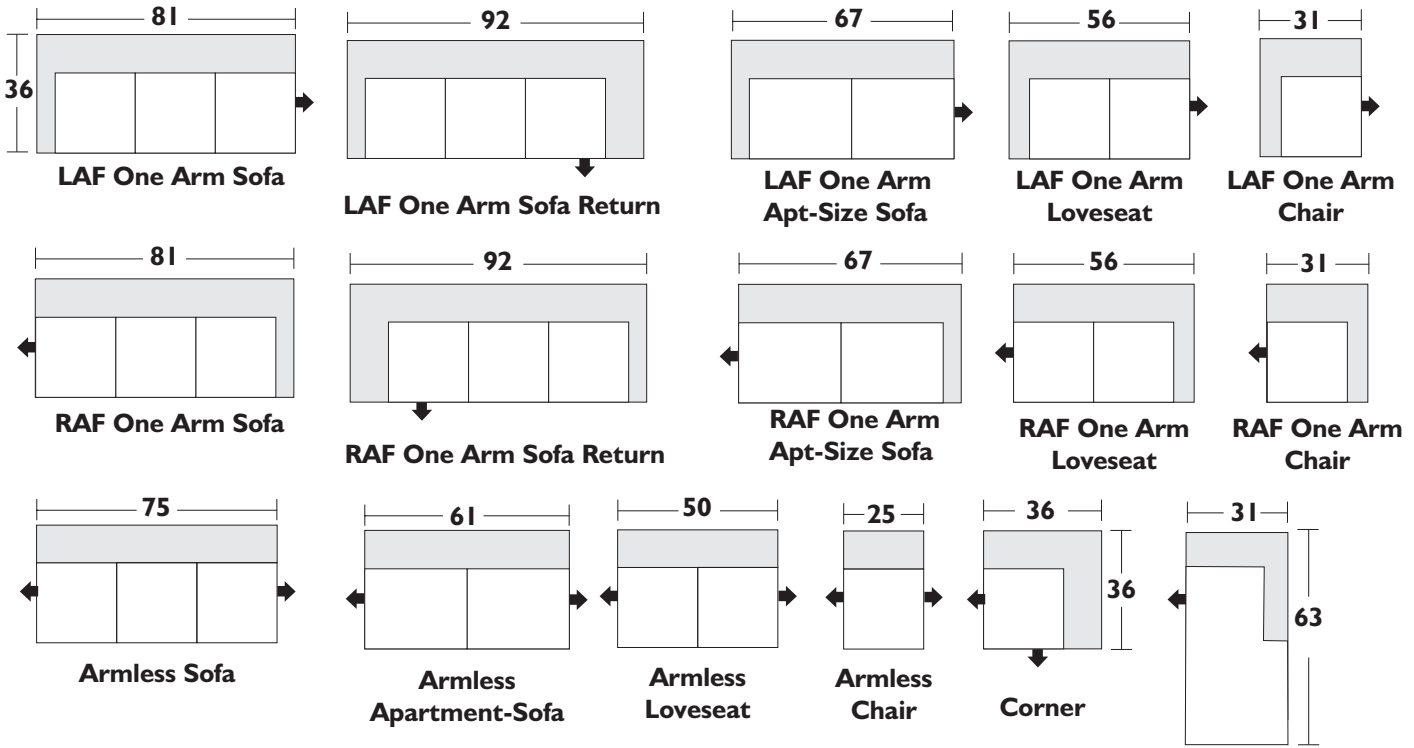 81
92
67
56
31
36
LAF One Arm Sofa
LAF One Arm Sofa Return
LAF One Arm
Apt-Size Sofa
LAF One Arm
Loveseat
LAF One Arm
Chair
81
92
67
56
31
RAF One Arm Sofa
RAF One Arm Sofa Return
RAF One Arm
Apt-Size Sofa
RAF One Arm
Loveseat
RAF One Arm
Chair
75
61
50
25
36
31
36
63
Armless Sofa
Armless
Apartment-Sofa
Armless
Loveseat
Armless
Chair
Corner